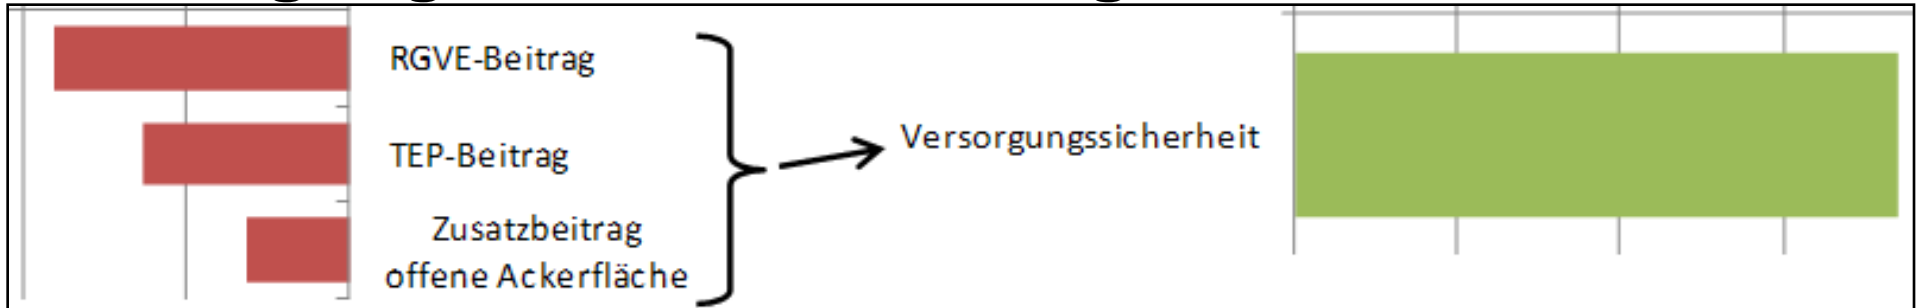 RGVE-Beitrag
TEP-Beitrag
Zusatzbeitrag
offene Ackerfläche
Versorgungssicherheit